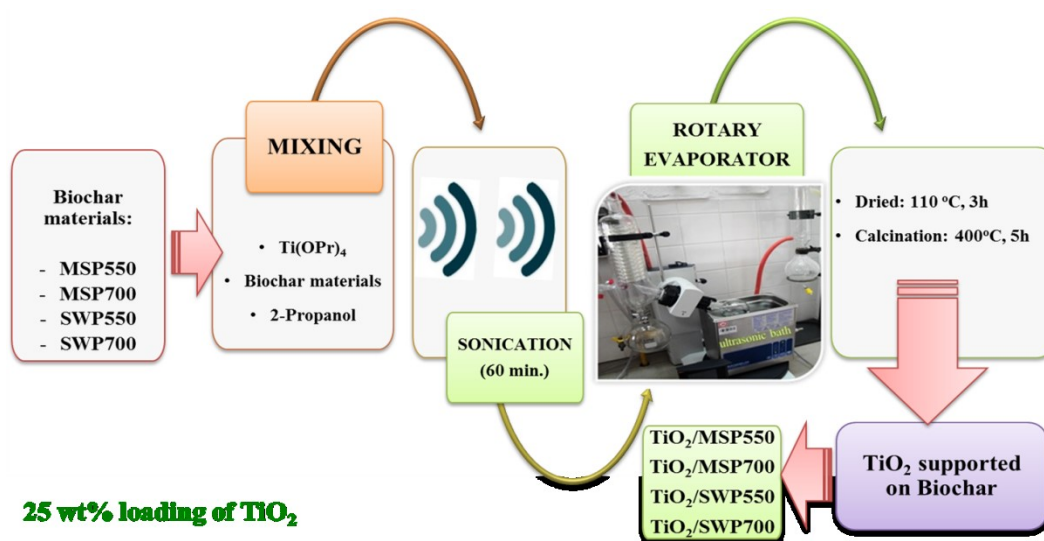 Biochar
materials:
- MSP550
- MSP700
- SWP550
- SWP700
MIXING
• Ti(OPr)₄
• Biochar materials
• 2-Propanol
SONICATION
(60 min.)
ROTARY
EVAPORATOR
ultrasonic bath
• Dried: 110 °C, 3h
• Calcination: 400°C, 5h
TiO₂ supported
on Biochar
TiO₂/MSP550
TiO₂/MSP700
TiO₂/SWP550
TiO₂/SWP700
25 wt% loading of TiO₂